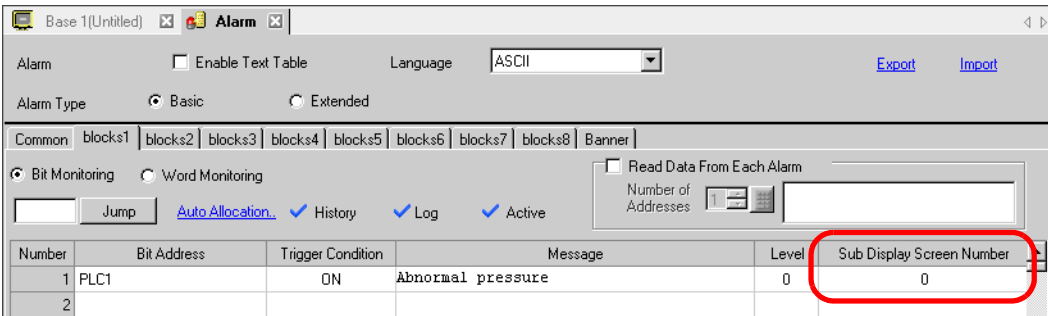 Base 1(Untitled) Alarm
Alarm Enable Text Table Language ASCII Export Import
Alarm Type Basic Extended
Common blocks1 blocks2 blocks3 blocks4 blocks5 blocks6 blocks7 blocks8 Banner
Bit Monitoring Word Monitoring Read Data From Each Alarm
Number of Addresses 1
Jump Auto Allocation.. History Log Active
Number Bit Address Trigger Condition Message Level Sub Display Screen Number
1 PLC1 ON Abnormal pressure 0 0
2